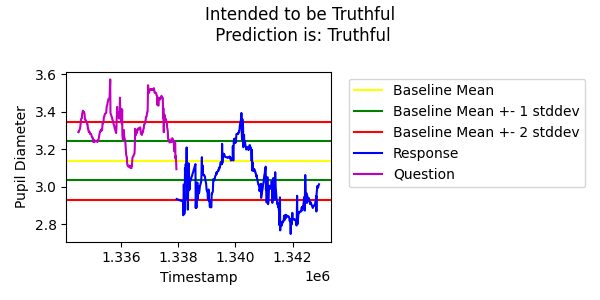 Intended to be Truthful
Prediction is: Truthful
3.6
3.4
3.2
3.0
2.8
Pupil Diameter
1.336
1.338
1.340
1.342
1e6
Timestamp
Baseline Mean
Baseline Mean +- 1 stddev
Baseline Mean +- 2 stddev
Response
Question